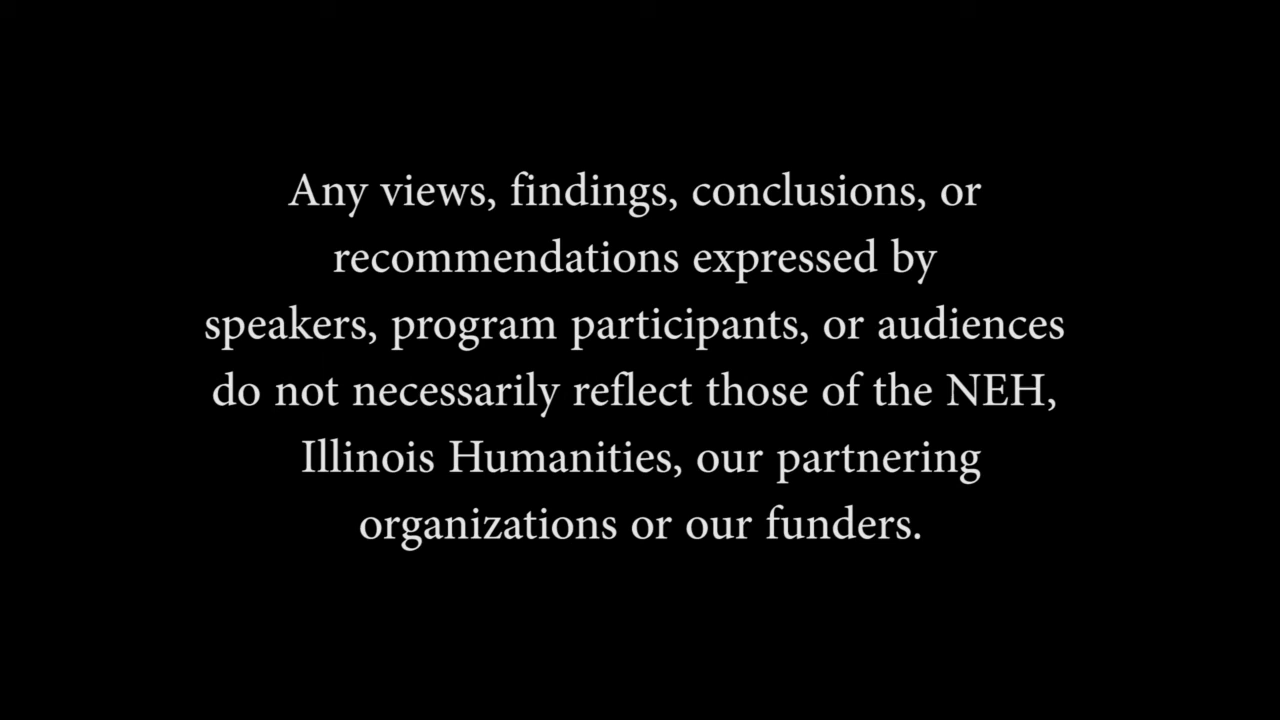 Any views, findings, conclusions, or
recommendations expressed by
speakers, program participants, or audiences
do not necessarily reflect those of the NEH,
Illinois Humanities, our partnering
organizations or our funders.